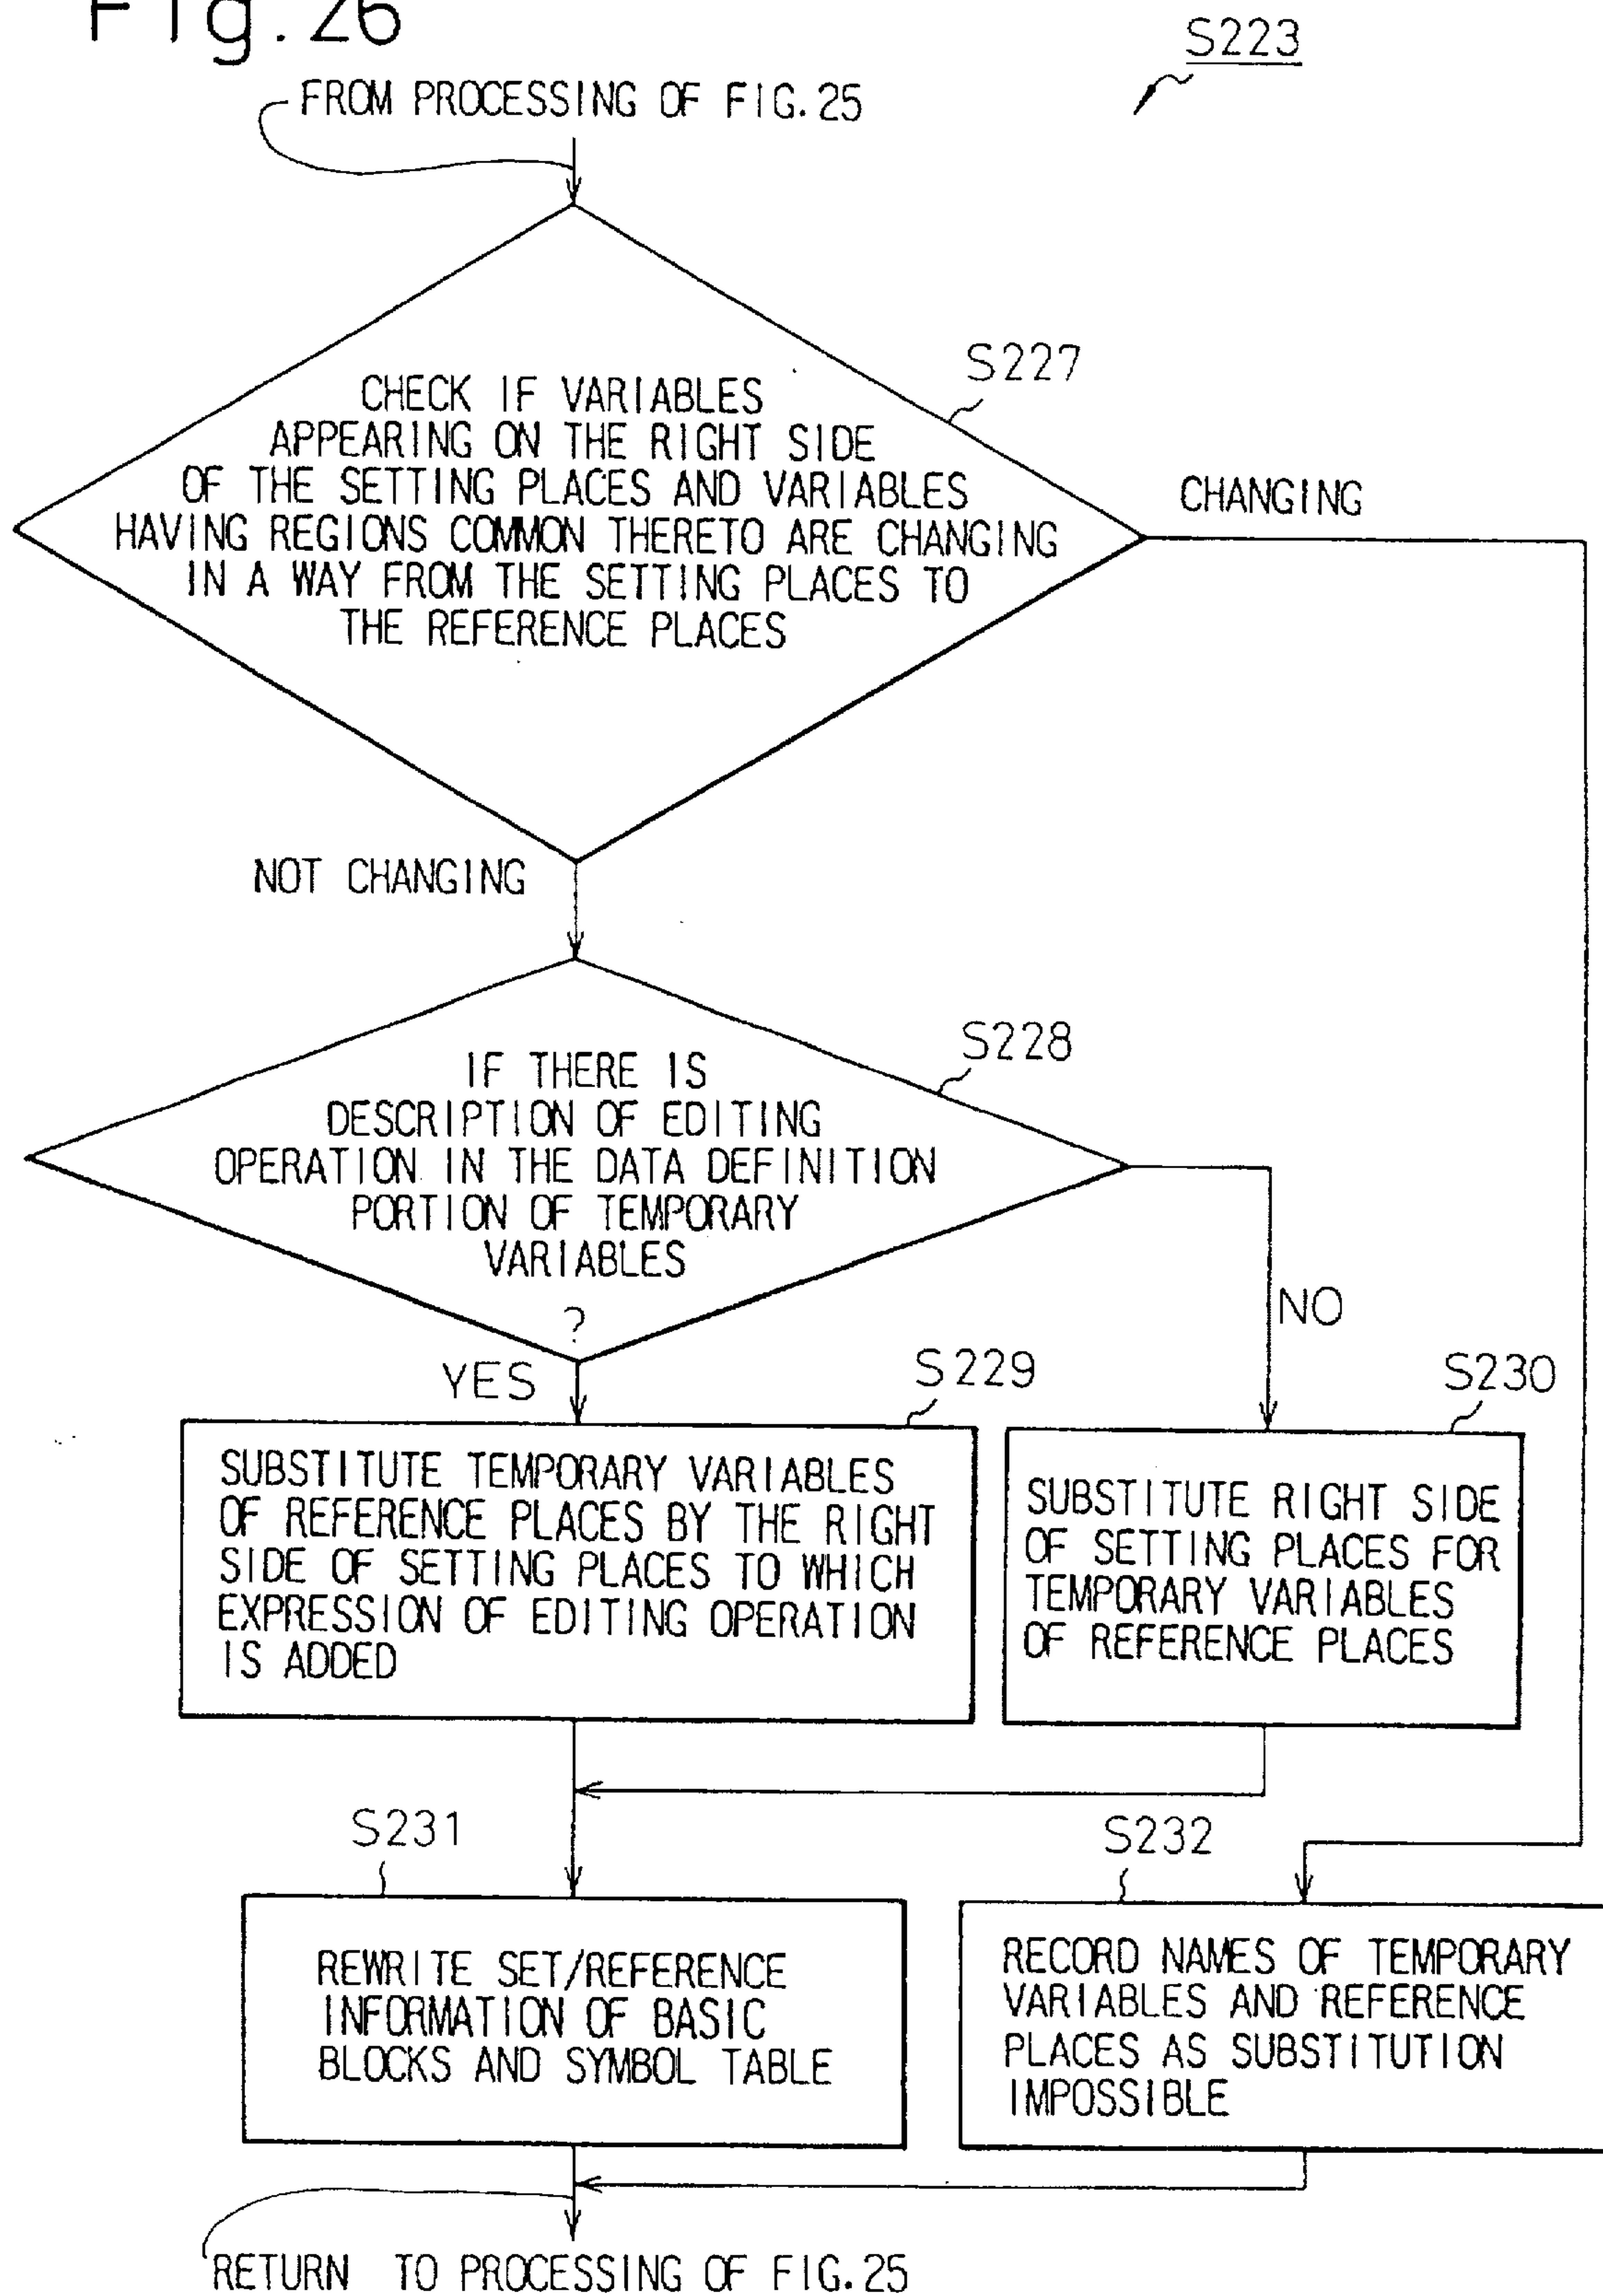 Fig. 26
S223
FROM PROCESSING OF FIG. 25
S227
CHECK IF VARIABLES
APPEARING ON THE RIGHT SIDE
OF THE SETTING PLACES AND VARIABLES
HAVING REGIONS COMMON THERETO ARE CHANGING
IN A WAY FROM THE SETTING PLACES TO
THE REFERENCE PLACES
CHANGING
NOT CHANGING
S228
IF THERE IS
DESCRIPTION OF EDITING
OPERATION IN THE DATA DEFINITION
PORTION OF TEMPORARY
VARIABLES
?
NO
YES
S229
SUBSTITUTE TEMPORARY VARIABLES
OF REFERENCE PLACES BY THE RIGHT
SIDE OF SETTING PLACES TO WHICH
EXPRESSION OF EDITING OPERATION
IS ADDED
S230
SUBSTITUTE RIGHT SIDE
OF SETTING PLACES FOR
TEMPORARY VARIABLES
OF REFERENCE PLACES
S231
REWRITE SET/REFERENCE
INFORMATION OF BASIC
BLOCKS AND SYMBOL TABLE
S232
RECORD NAMES OF TEMPORARY
VARIABLES AND REFERENCE
PLACES AS SUBSTITUTION
IMPOSSIBLE
RETURN TO PROCESSING OF FIG. 25